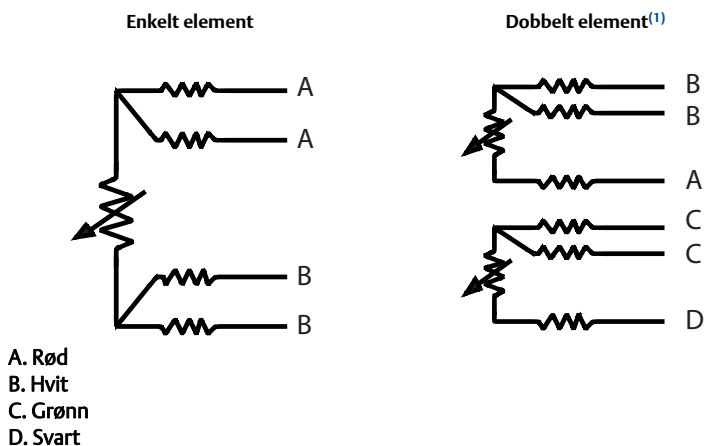 Enkelt element
Dobbelt element(1)
A
A
B
B
B
B
A
C
C
D
A. Rød
B. Hvit
C. Grønn
D. Svart